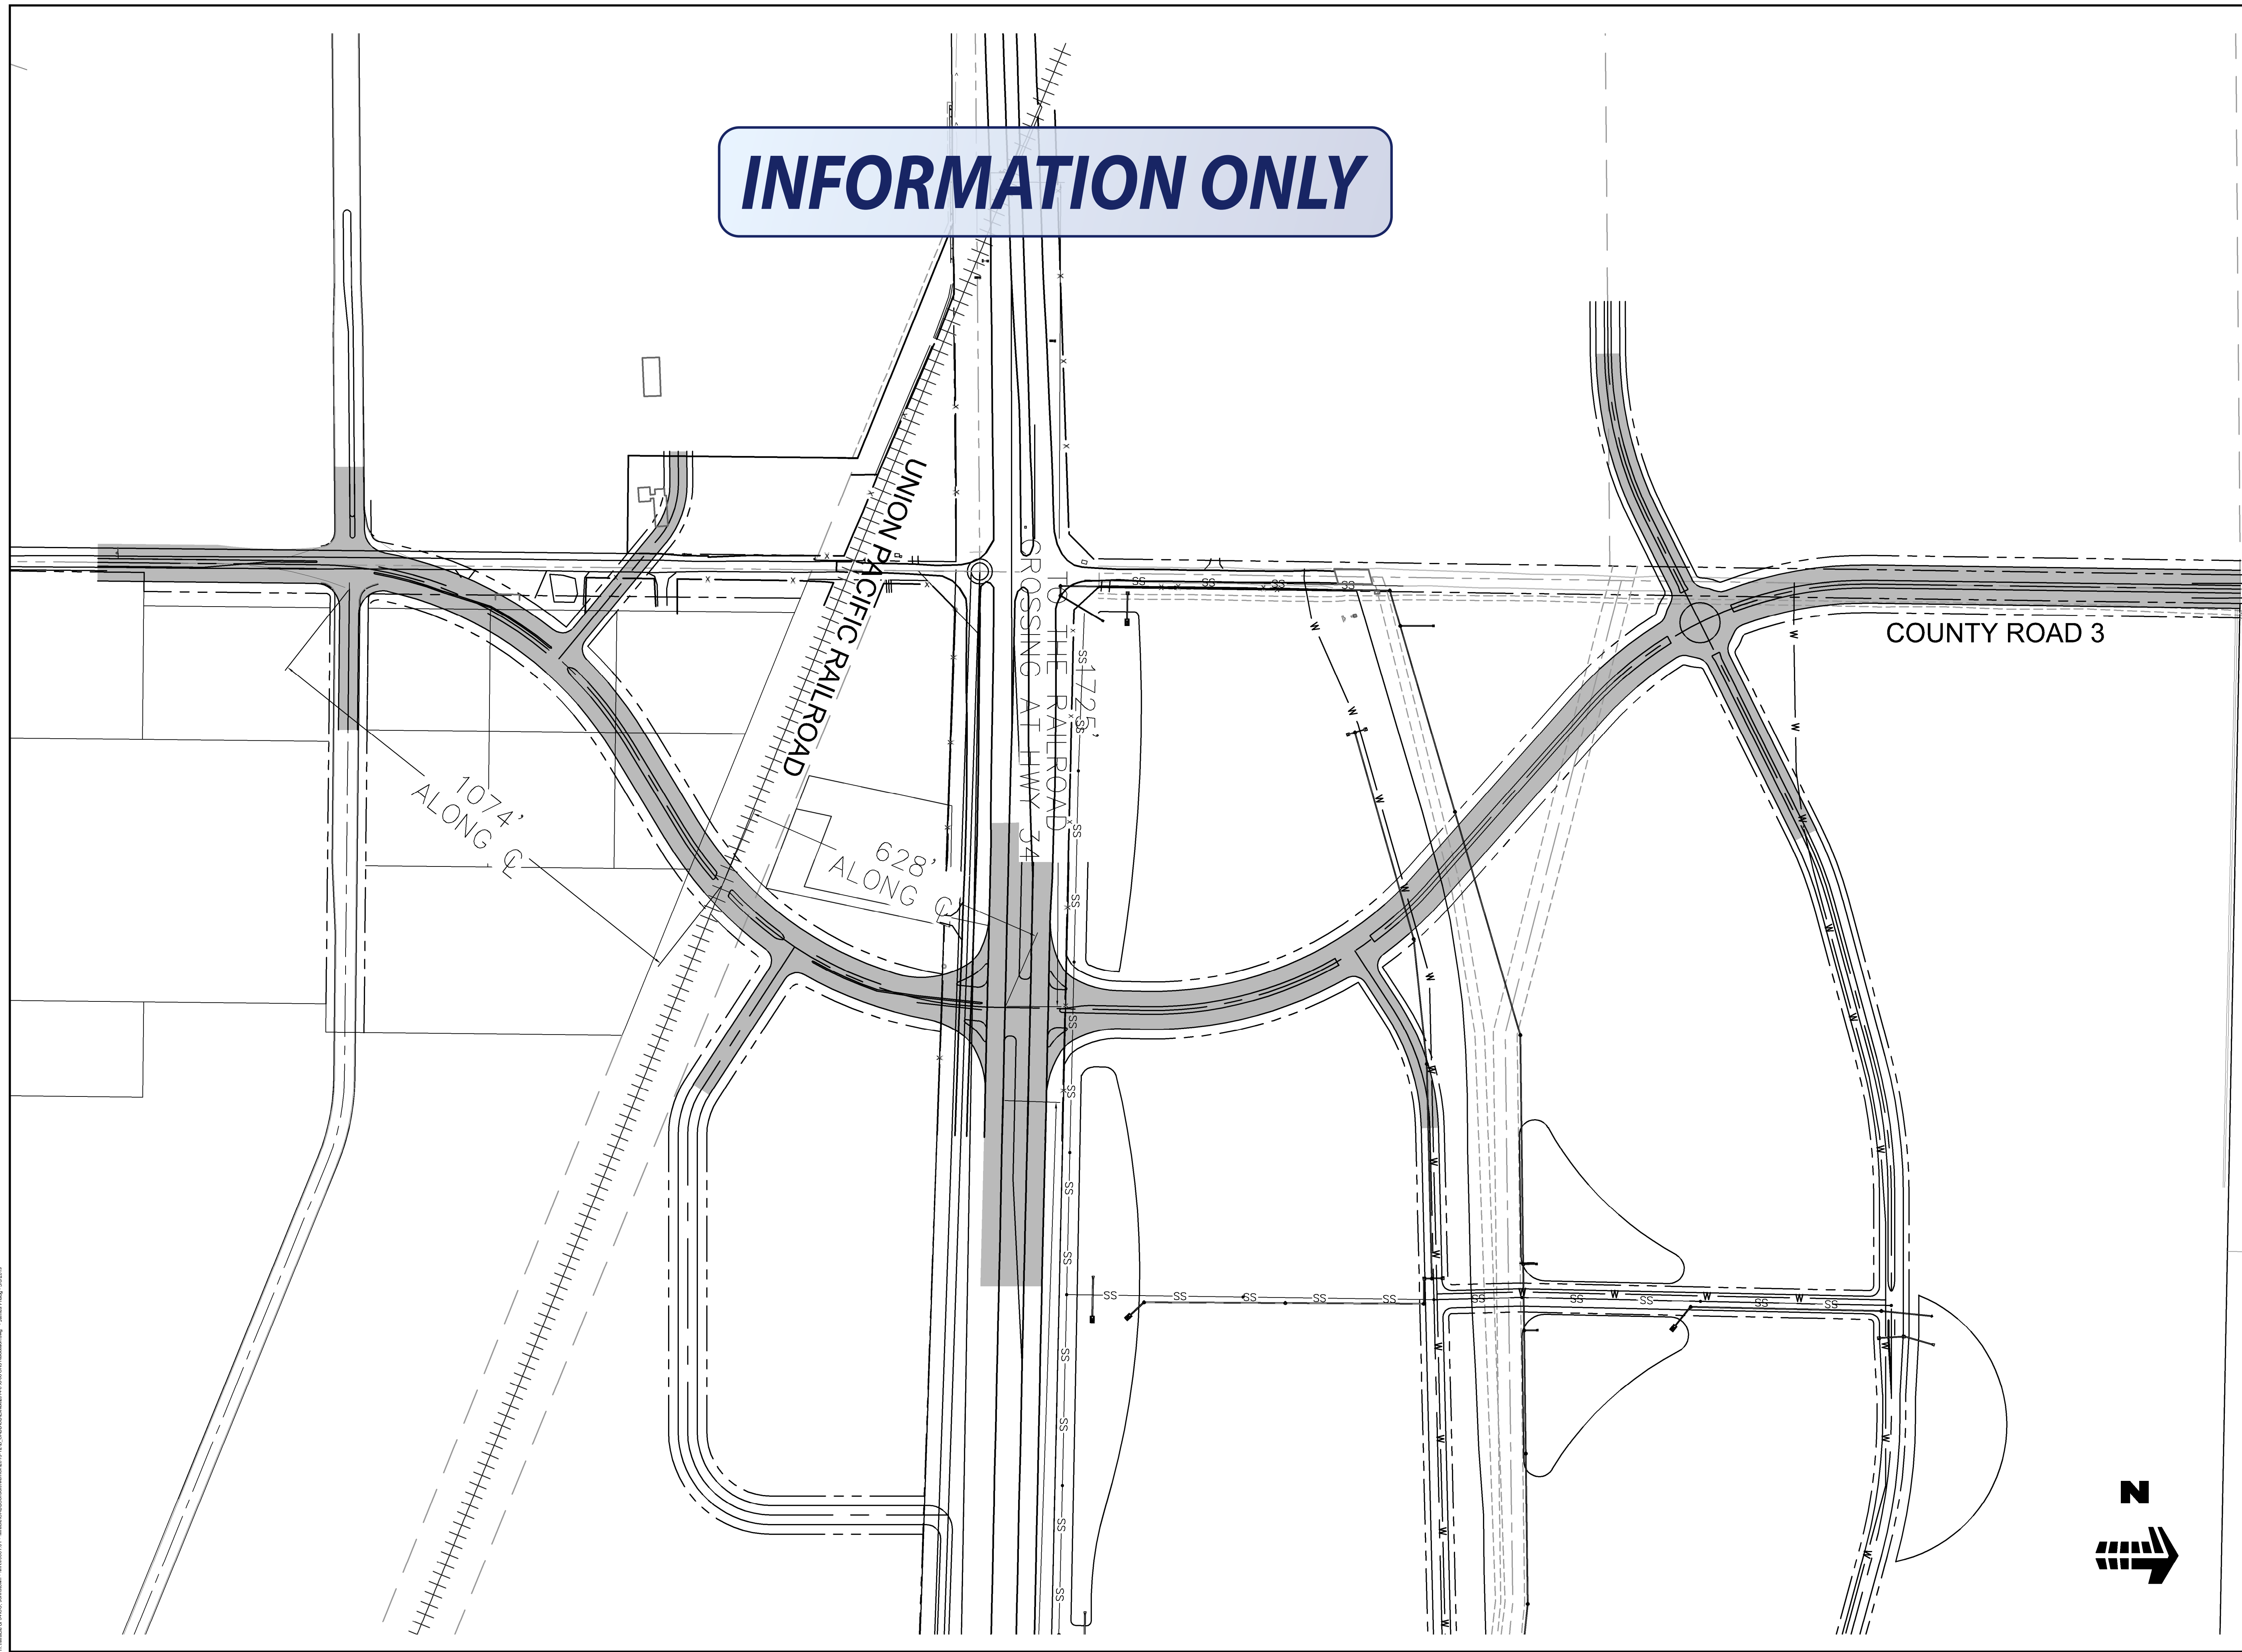 INFORMATION ONLY
UNION PACIFIC RAILROAD
1725'
TO THE RAILROAD
CROSSING AT HWY 34
COUNTY ROAD 3
1074'
ALONG ℄
628'
ALONG ℄
N